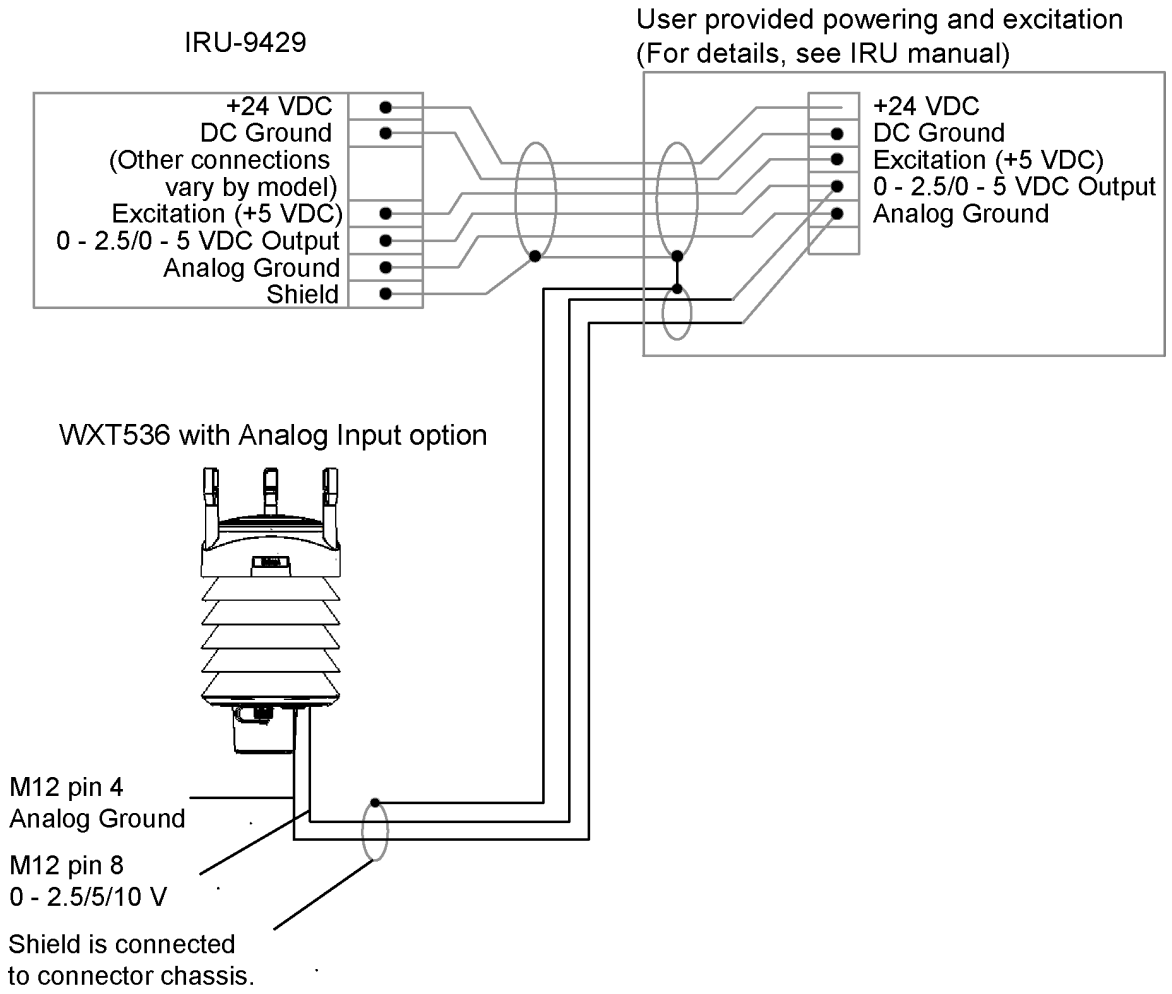 IRU-9429
User provided powering and excitation
(For details, see IRU manual)
+24 VDC
DC Ground
(Other connections
vary by model)
Excitation (+5 VDC)
0 - 2.5/0 - 5 VDC Output
Analog Ground
Shield
+24 VDC
DC Ground
Excitation (+5 VDC)
0 - 2.5/0 - 5 VDC Output
Analog Ground
WXT536 with Analog Input option
M12 pin 4
Analog Ground
M12 pin 8
0 - 2.5/5/10 V
Shield is connected
to connector chassis.